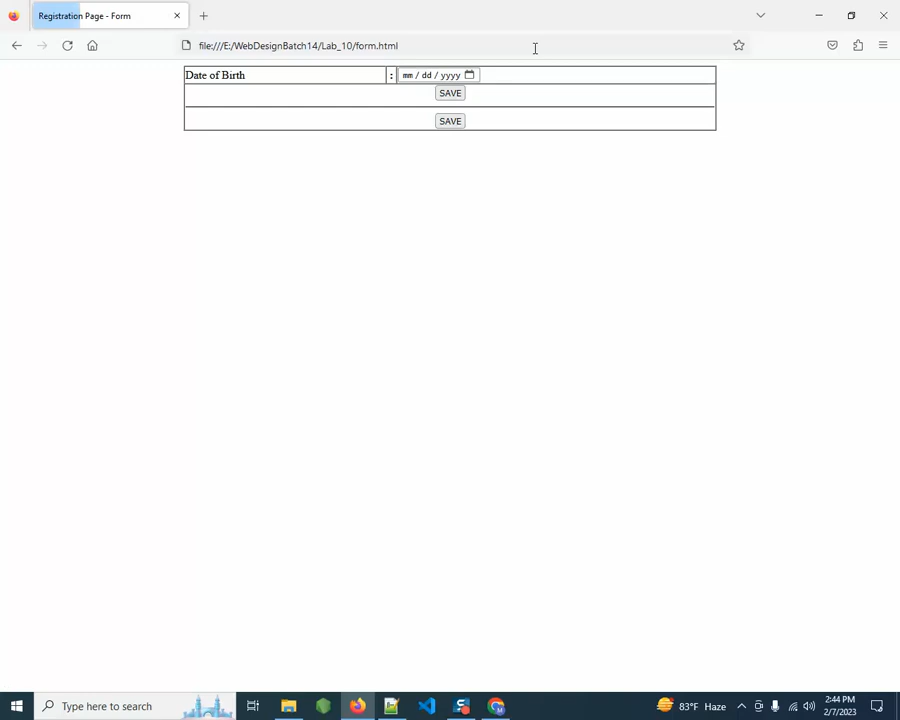 Registration Page - Form
file:///E:/WebDesignBatch14/Lab_10/form.html
Date of Birth : mm / dd / yyyy
SAVE
SAVE
Type here to search
83°F Haze
2:44 PM
2/7/2023